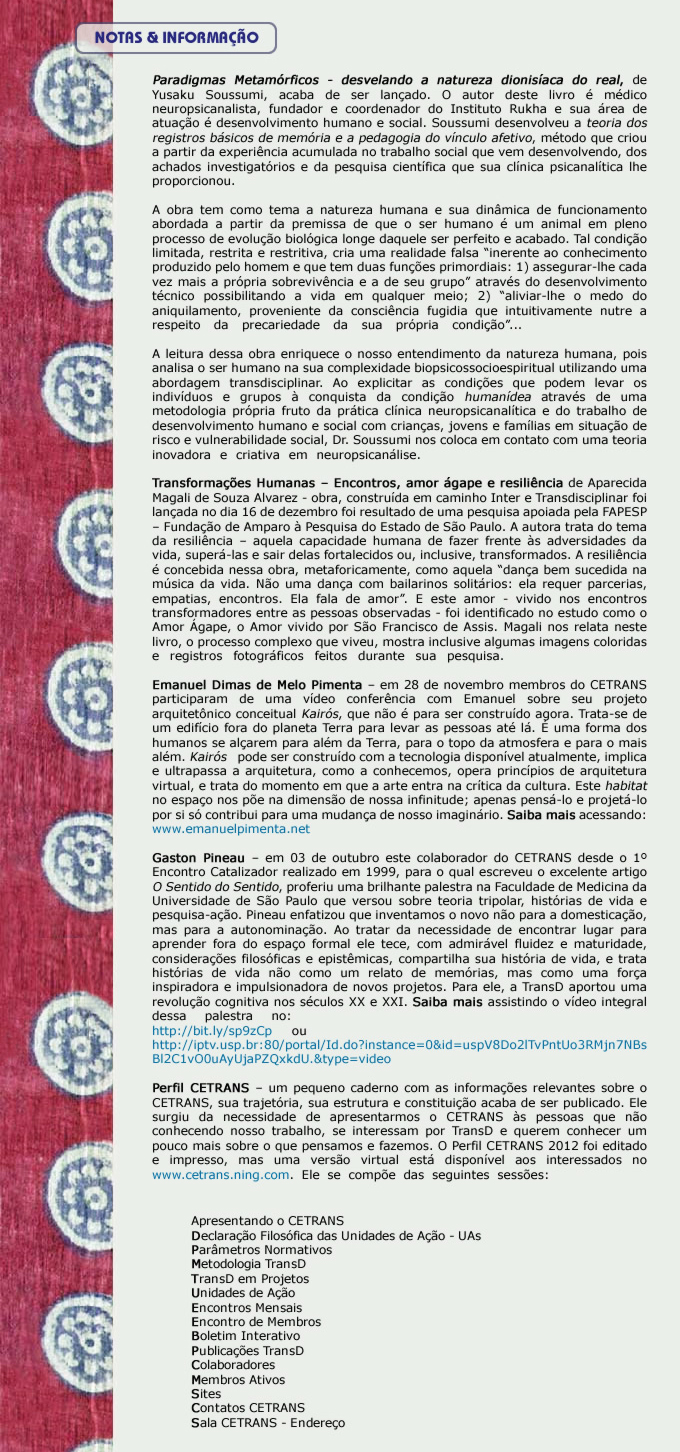 NOTAS & INFORMAÇÃO
Paradigmas Metamórficos - desvelando a natureza dionisíaca do real, de
Yusaku Soussumi, acaba de ser lançado. O autor deste livro é médico
neuropsicanalista, fundador e coordenador do Instituto Rukha e sua área de
atuação é desenvolvimento humano e social. Soussumi desenvolveu a teoria dos
registros básicos de memória e a pedagogia do vínculo afetivo, método que criou
a partir da experiência acumulada no trabalho social que vem desenvolvendo, dos
achados investigatórios e da pesquisa científica que sua clínica psicanalítica lhe
proporcionou.
A obra tem como tema a natureza humana e sua dinâmica de funcionamento
abordada a partir da premissa de que o ser humano é um animal em pleno
processo de evolução biológica longe daquele ser perfeito e acabado. Tal condição
limitada, restrita e restritiva, cria uma realidade falsa “inerente ao conhecimento
produzido pelo homem e que tem duas funções primordiais: 1) assegurar-lhe cada
vez mais a própria sobrevivência e a de seu grupo” através do desenvolvimento
técnico possibilitando a vida em qualquer meio; 2) “aliviar-lhe o medo do
aniquilamento, proveniente da consciência fugidia que intuitivamente nutre a
respeito da precariedade da sua própria condição”...
A leitura dessa obra enriquece o nosso entendimento da natureza humana, pois
analisa o ser humano na sua complexidade biopsicossocioespiritual utilizando uma
abordagem transdisciplinar. Ao explicitar as condições que podem levar os
indivíduos e grupos à conquista da condição humanídea através de uma
metodologia própria fruto da prática clínica neuropsicanalítica e do trabalho de
desenvolvimento humano e social com crianças, jovens e famílias em situação de
risco e vulnerabilidade social, Dr. Soussumi nos coloca em contato com uma teoria
inovadora e criativa em neuropsicanálise.
Transformações Humanas – Encontros, amor ágape e resiliência de Aparecida
Magali de Souza Alvarez - obra, construída em caminho Inter e Transdisciplinar foi
lançada no dia 16 de dezembro foi resultado de uma pesquisa apoiada pela FAPESP
– Fundação de Amparo à Pesquisa do Estado de São Paulo. A autora trata do tema
da resiliência – aquela capacidade humana de fazer frente às adversidades da
vida, superá-las e sair delas fortalecidos ou, inclusive, transformados. A resiliência
é concebida nessa obra, metaforicamente, como aquela “dança bem sucedida na
música da vida. Não uma dança com bailarinos solitários: ela requer parcerias,
empatias, encontros. Ela fala de amor”. E este amor - vivido nos encontros
transformadores entre as pessoas observadas - foi identificado no estudo como o
Amor Ágape, o Amor vivido por São Francisco de Assis. Magali nos relata neste
livro, o processo complexo que viveu, mostra inclusive algumas imagens coloridas
e registros fotográficos feitos durante sua pesquisa.
Emanuel Dimas de Melo Pimenta – em 28 de novembro membros do CETRANS
participaram de uma vídeo conferência com Emanuel sobre seu projeto
arquitetônico conceitual Kairós, que não é para ser construído agora. Trata-se de
um edifício fora do planeta Terra para levar as pessoas até lá. É uma forma dos
humanos se alçarem para além da Terra, para o topo da atmosfera e para o mais
além. Kairós pode ser construído com a tecnologia disponível atualmente, implica
e ultrapassa a arquitetura, como a conhecemos, opera princípios de arquitetura
virtual, e trata do momento em que a arte entra na crítica da cultura. Este habitat
no espaço nos põe na dimensão de nossa infinitude; apenas pensá-lo e projetá-lo
por si só contribui para uma mudança de nosso imaginário. Saiba mais acessando:
www.emanuelpimenta.net
Gaston Pineau – em 03 de outubro este colaborador do CETRANS desde o 1º
Encontro Catalizador realizado em 1999, para o qual escreveu o excelente artigo
O Sentido do Sentido, proferiu uma brilhante palestra na Faculdade de Medicina da
Universidade de São Paulo que versou sobre teoria tripolar, histórias de vida e
pesquisa-ação. Pineau enfatizou que inventamos o novo não para a domesticação,
mas para a autonominação. Ao tratar da necessidade de encontrar lugar para
aprender fora do espaço formal ele tece, com admirável fluidez e maturidade,
considerações filosóficas e epistêmicas, compartilha sua história de vida, e trata
histórias de vida não como um relato de memórias, mas como uma força
inspiradora e impulsionadora de novos projetos. Para ele, a TransD aportou uma
revolução cognitiva nos séculos XX e XXI. Saiba mais assistindo o vídeo integral
dessa palestra no:
http://bit.ly/sp9zCp ou
http://iptv.usp.br:80/portal/Id.do?instance=0&id=uspV8Do2lTvPntUo3RMjn7NBs
Bl2C1vO0uAyUjaPZQxkdU.&type=video
Perfil CETRANS – um pequeno caderno com as informações relevantes sobre o
CETRANS, sua trajetória, sua estrutura e constituição acaba de ser publicado. Ele
surgiu da necessidade de apresentarmos o CETRANS às pessoas que não
conhecendo nosso trabalho, se interessam por TransD e querem conhecer um
pouco mais sobre o que pensamos e fazemos. O Perfil CETRANS 2012 foi editado
e impresso, mas uma versão virtual está disponível aos interessados no
www.cetrans.ning.com. Ele se compõe das seguintes sessões:
Apresentando o CETRANS
Declaração Filosófica das Unidades de Ação - UAs
Parâmetros Normativos
Metodologia TransD
TransD em Projetos
Unidades de Ação
Encontros Mensais
Encontro de Membros
Boletim Interativo
Publicações TransD
Colaboradores
Membros Ativos
Sites
Contatos CETRANS
Sala CETRANS - Endereço